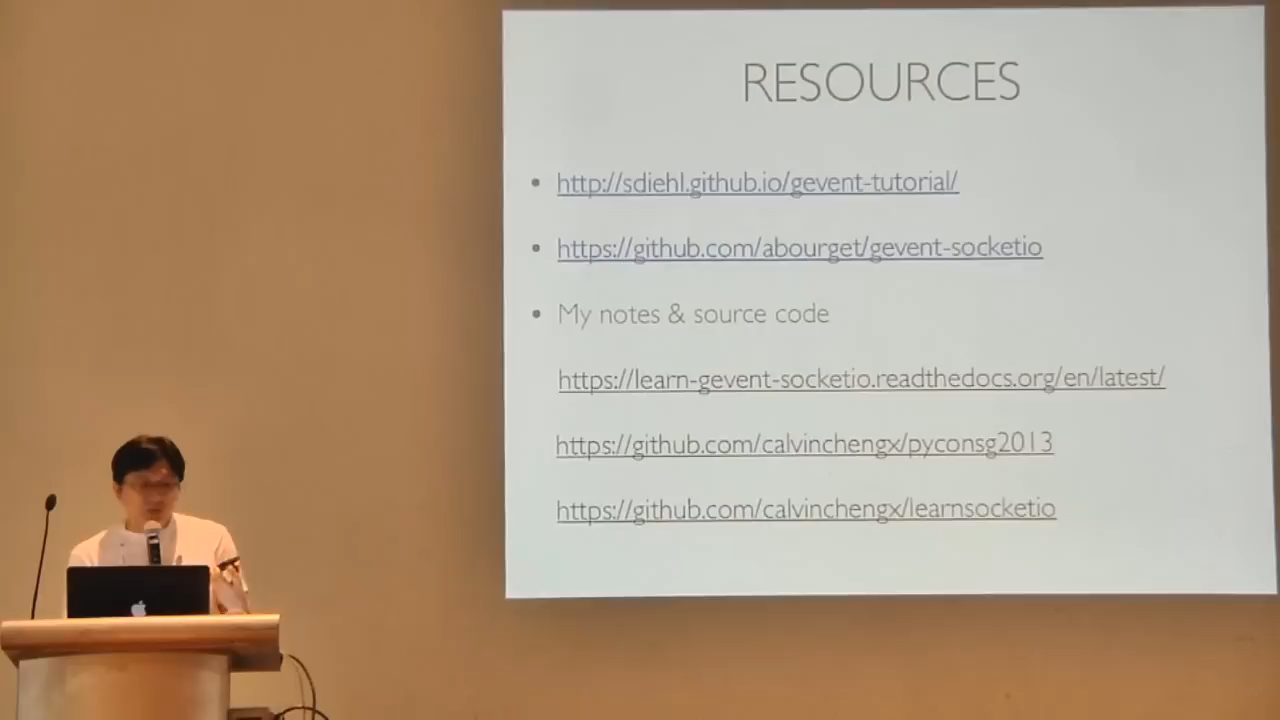 RESOURCES
• http://sdiehl.github.io/gevent-tutorial/
• https://github.com/abourget/gevent-socketio
• My notes & source code
https://learn-gevent-socketio.readthedocs.org/en/latest/
https://github.com/calvinchengx/pyconsg2013
https://github.com/calvinchengx/learnsocketio